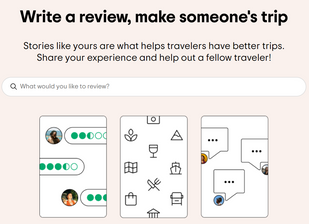 Write a review, make someone's trip
Stories like yours are what helps travelers have better trips.
Share your experience and help out a fellow traveler!
What would you like to review?